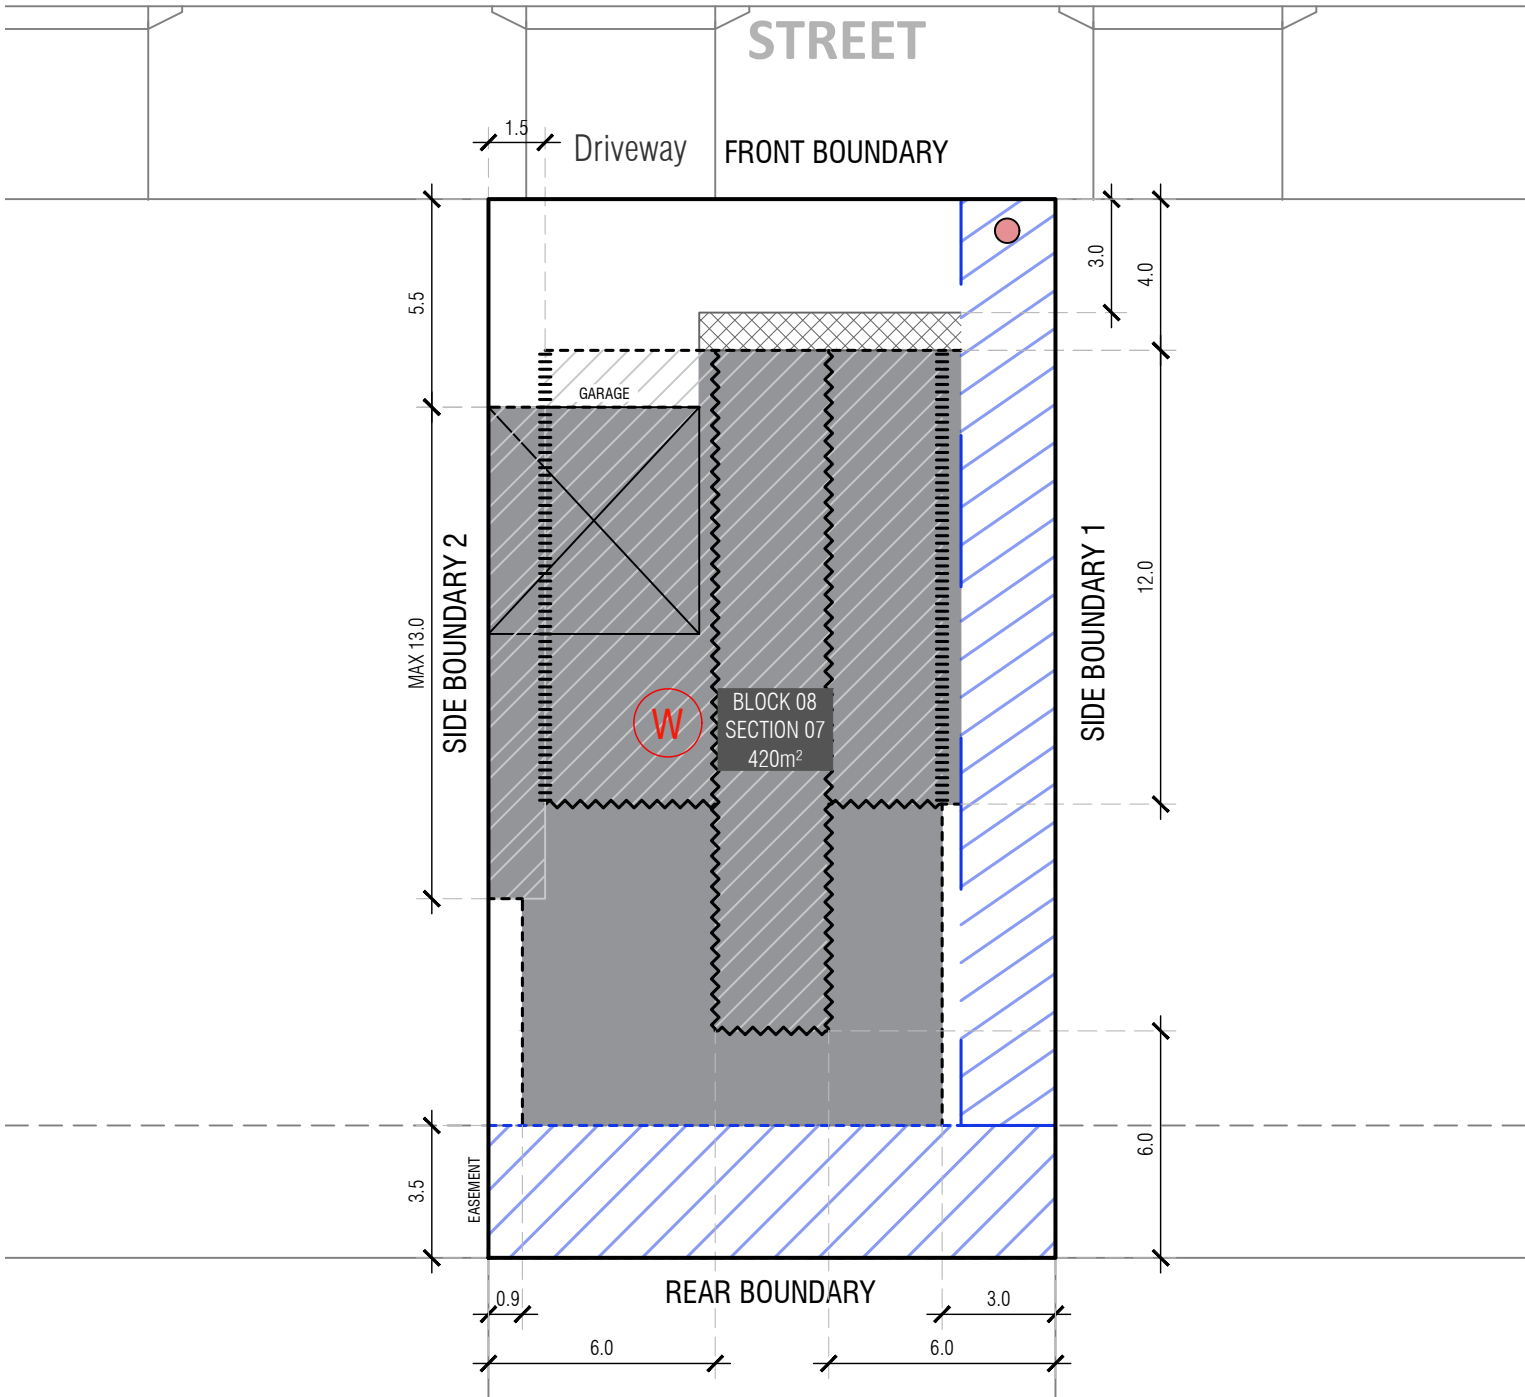 STREET
1.5
Driveway
FRONT BOUNDARY
5.5
3.0
4.0
GARAGE
MAX 13.0
SIDE BOUNDARY 2
SIDE BOUNDARY 1
12.0
W
BLOCK 08
SECTION 07
420m²
3.5
EASEMENT
6.0
REAR BOUNDARY
0.9
3.0
6.0
6.0